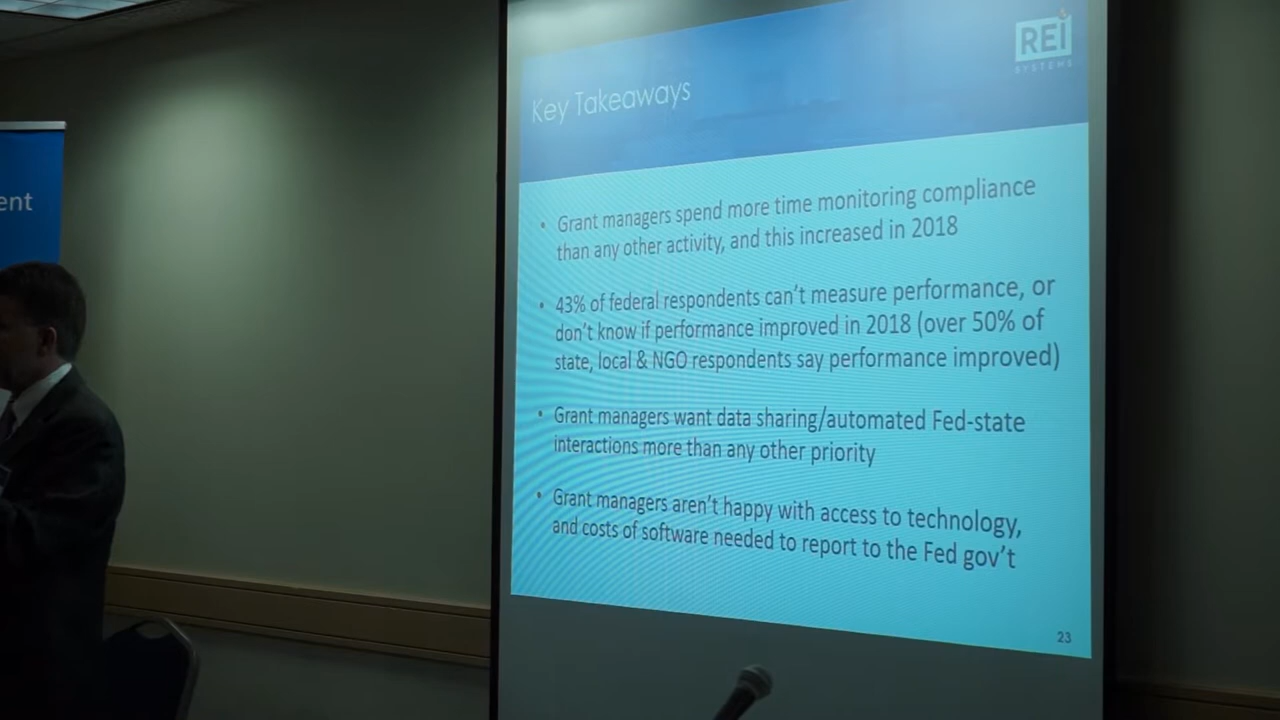 ent
REI
SYSTEMS
Key Takeaways
• Grant managers spend more time monitoring compliance
than any other activity, and this increased in 2018
• 43% of federal respondents can't measure performance, or
don't know if performance improved in 2018 (over 50% of
state, local & NGO respondents say performance improved)
• Grant managers want data sharing/automated Fed-state
interactions more than any other priority
• Grant managers aren't happy with access to technology,
and costs of software needed to report to the Fed gov't
23